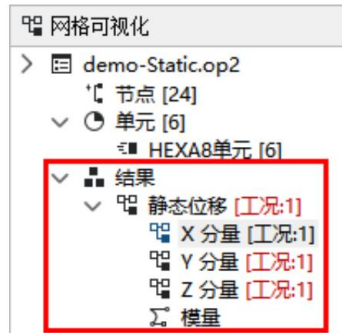 网格可视化
demo-Static.op2
节点 [24]
单元 [6]
HEXA8单元 [6]
结果
静态位移 [工况:1]
X 分量 [工况:1]
Y 分量 [工况:1]
Z 分量 [工况:1]
模量